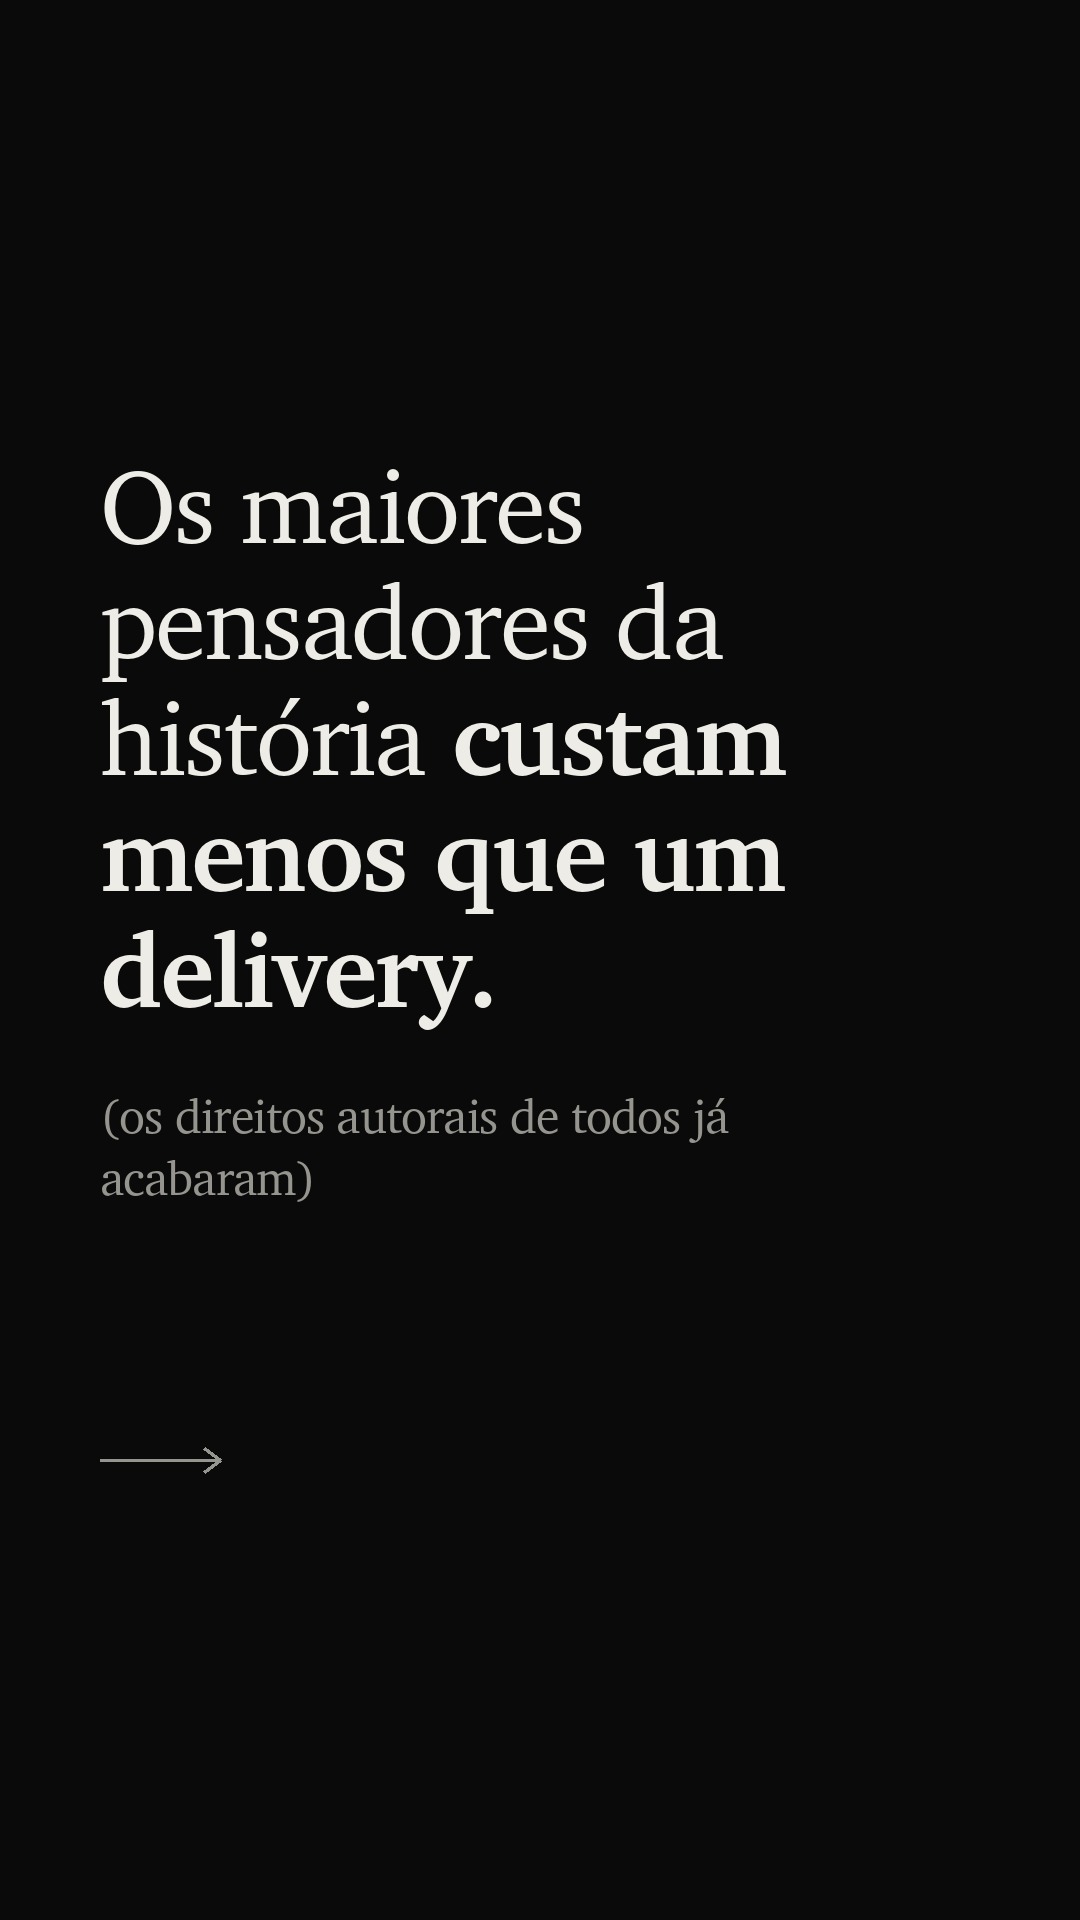 Os maiores
pensadores da
história custam
menos que um
delivery.
(os direitos autorais de todos já
acabaram)